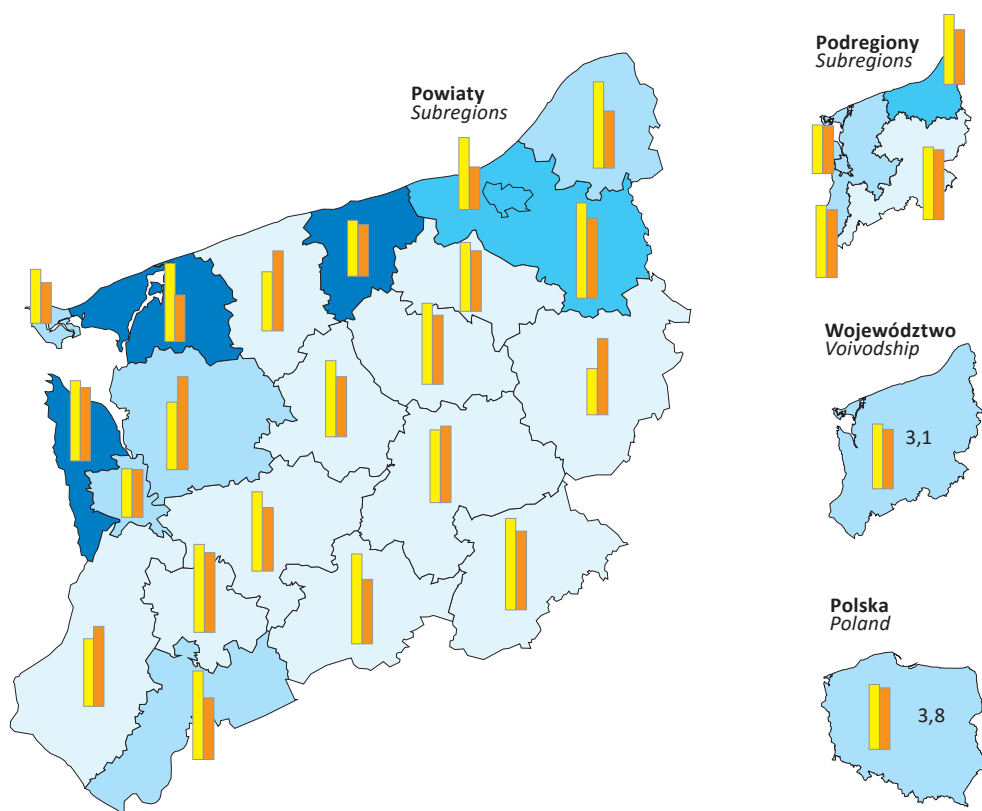 Powiaty
Subregions
Podregiony
Subregions
Województwo
Voivodship
3,1
Polska
Poland
3,8